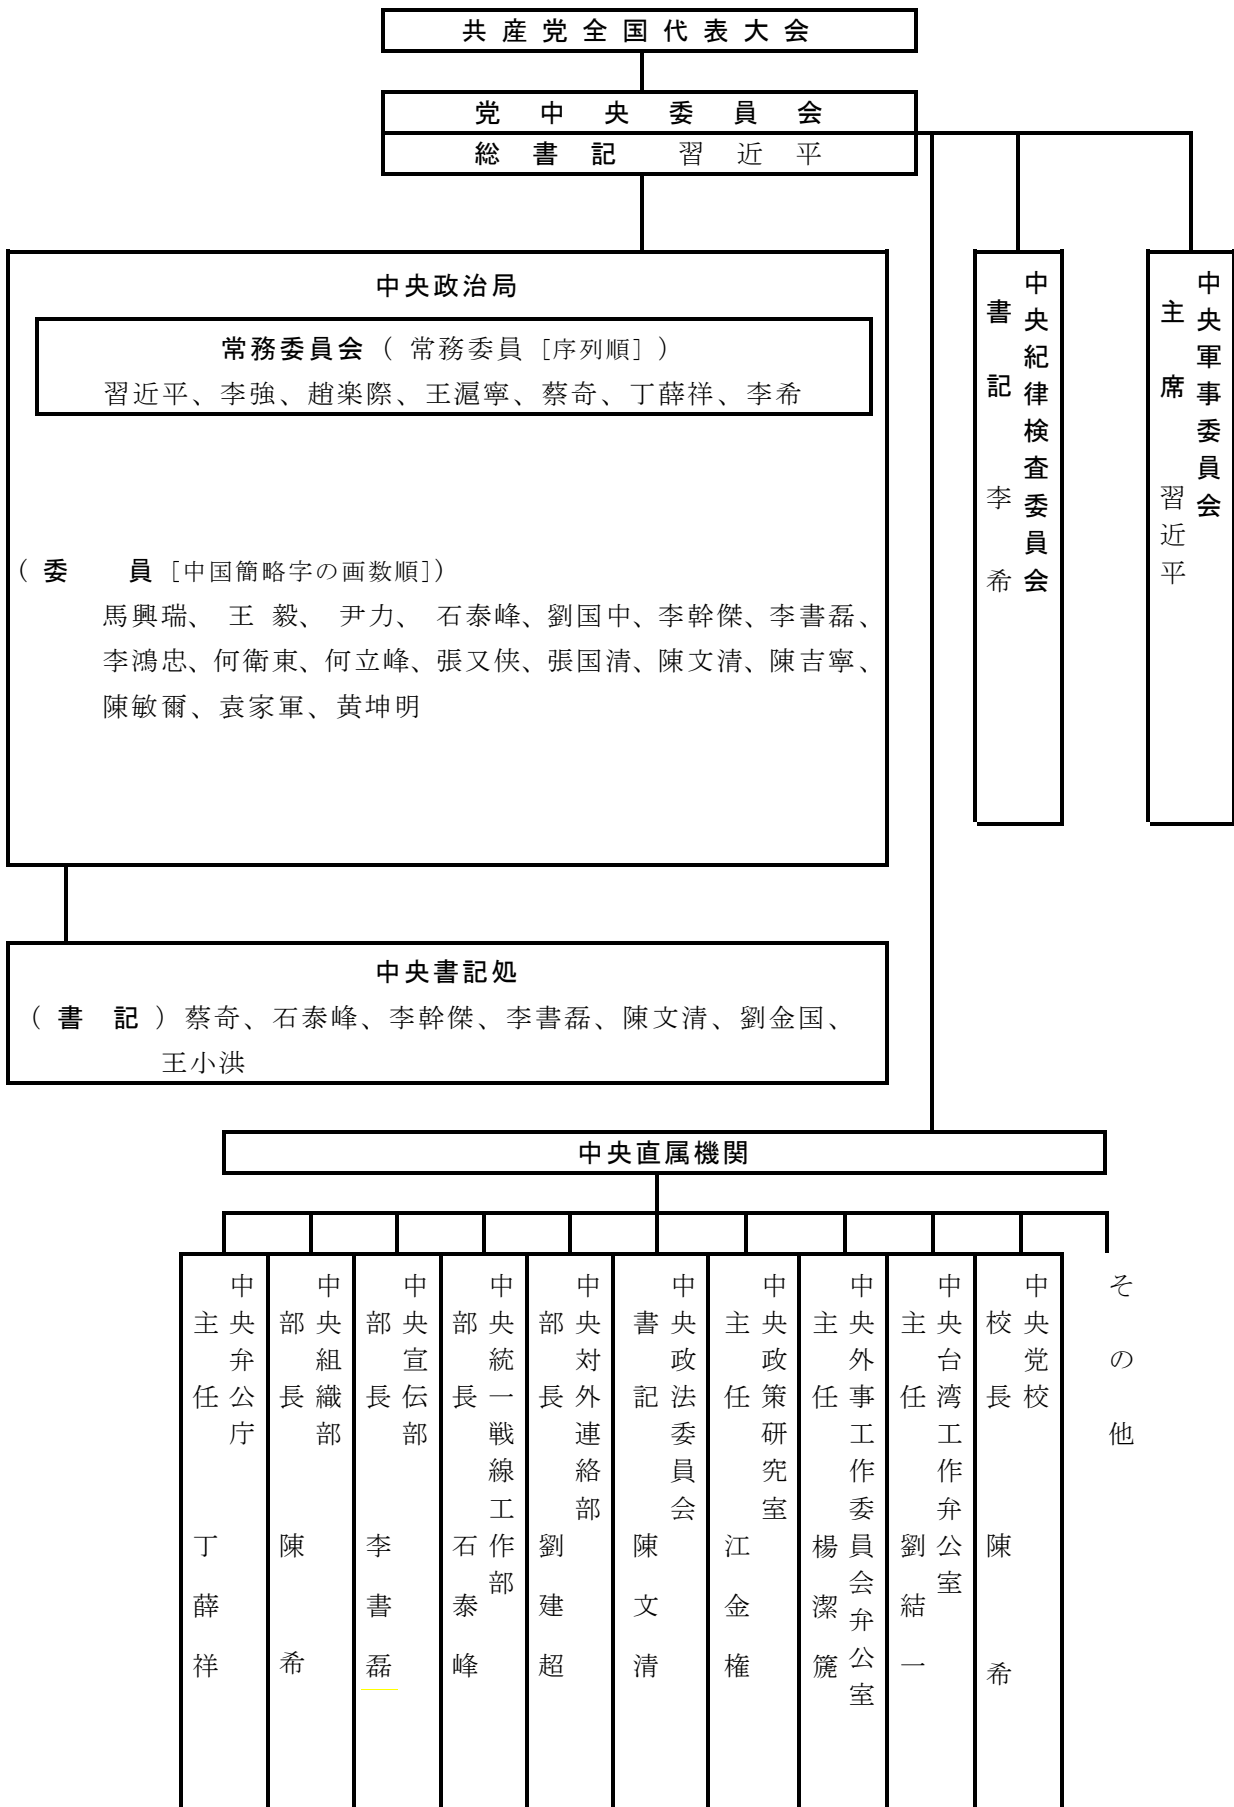 共産党全国代表大会
党中央委員会
総書記 習近平
中央政治局
常務委員会（常務委員［序列順］）
習近平、李強、趙楽際、王滬寧、蔡奇、丁薛祥、李希
（委 員［中国簡略字の画数順］）
馬興瑞、 王 毅、 尹力、 石泰峰、劉国中、李幹傑、李書磊、
李鴻忠、何衛東、何立峰、張又侠、張国清、陳文清、陳吉寧、
陳敏爾、袁家軍、黄坤明
中央紀律検査委員会
書記 李希
中央軍事委員会
主席 習近平
中央書記処
（書 記）蔡奇、石泰峰、李幹傑、李書磊、陳文清、劉金国、
王小洪
中央直属機関
中央弁公庁
主任 丁薛祥
中央組織部
部長 陳希
中央宣伝部
部長 李書磊
中央統一戦線工作部
部長 石泰峰
中央対外連絡部
部長 劉建超
中央政法委員会
書記 陳文清
中央政策研究室
主任 江金権
中央外事工作委員会弁公室
主任 楊潔篪
中央台湾工作弁公室
主任 劉結一
中央党校
校長 陳希
その他